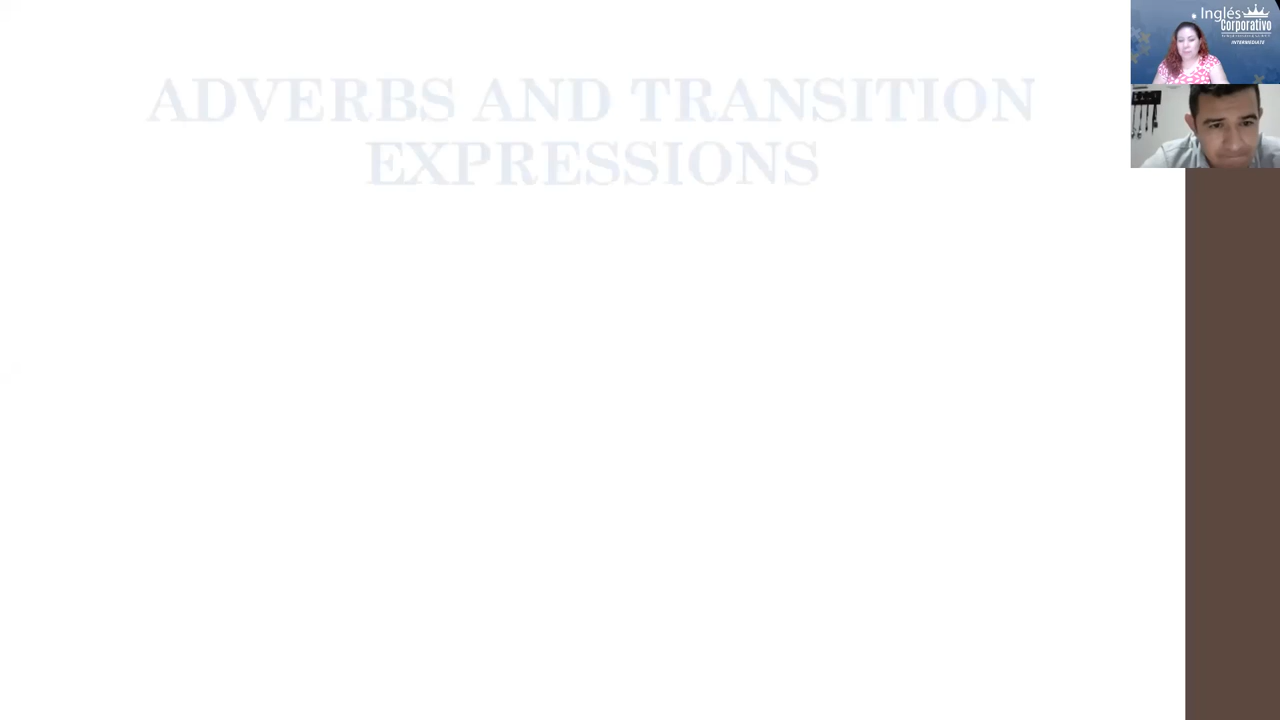 ADVERBS AND TRANSITION
EXPRESSIONS
Inglés
Corporativo
INTERMEDIATE